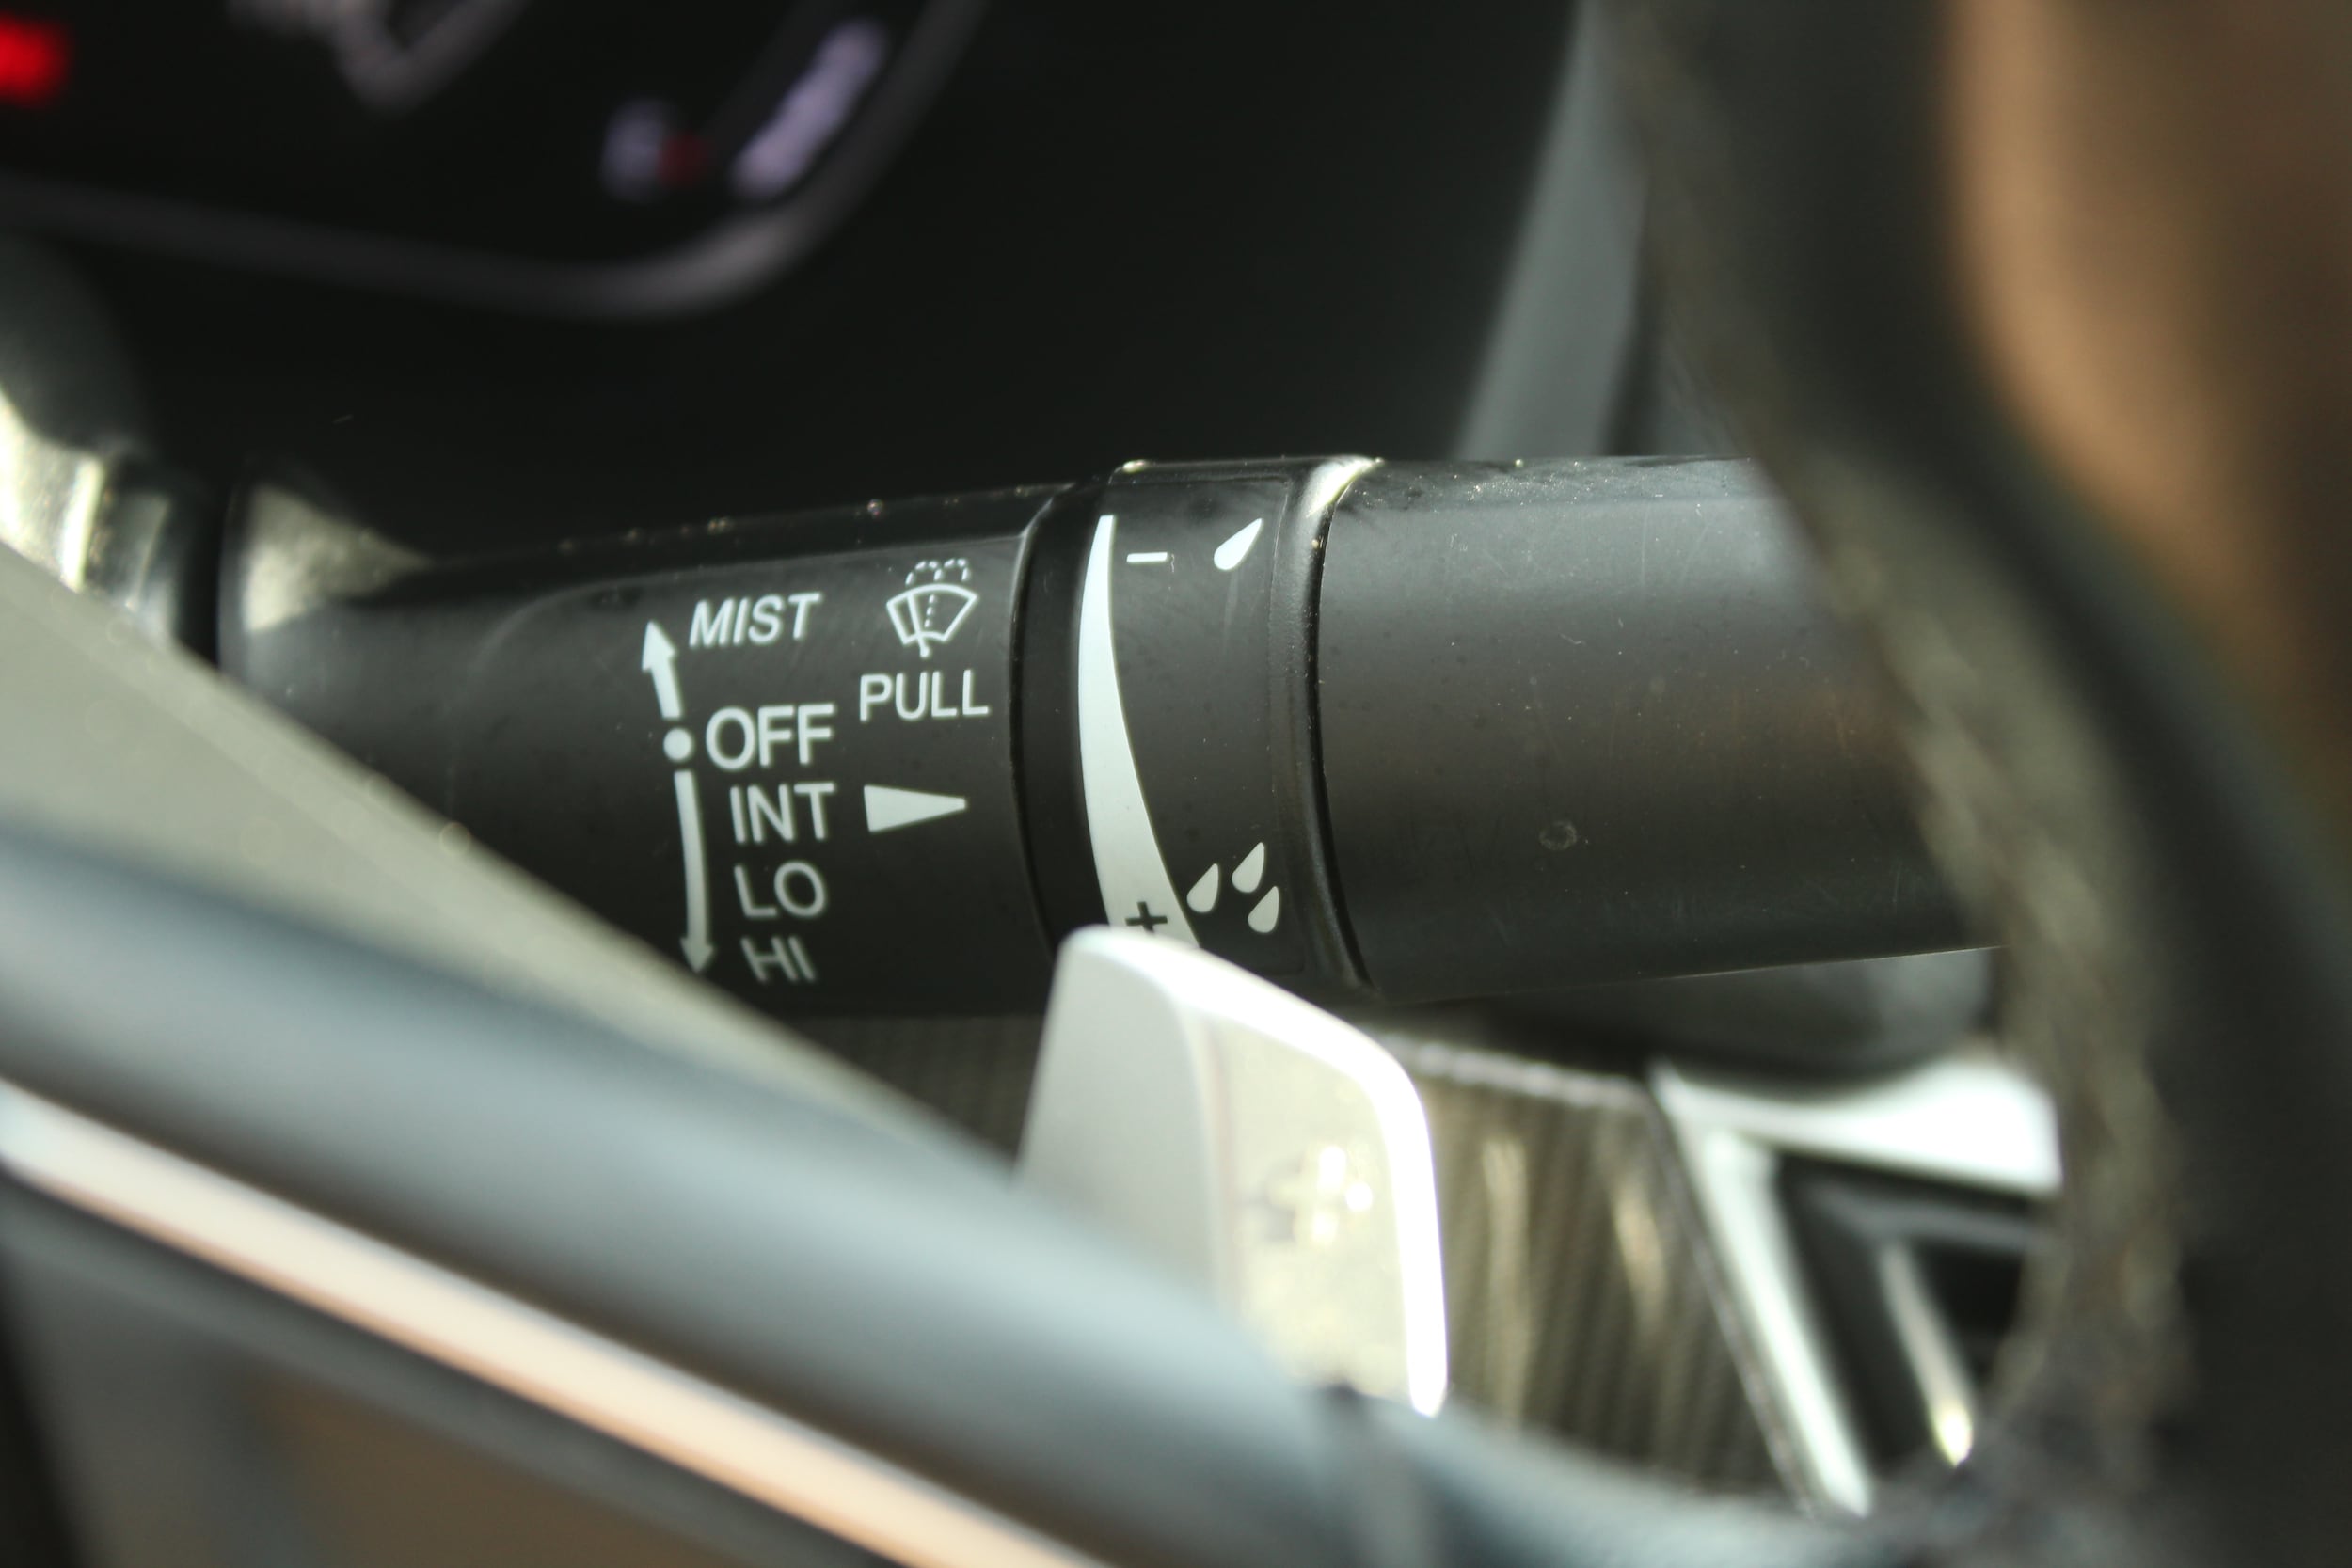 MIST
PULL
OFF
INT
LO
HI
−
+